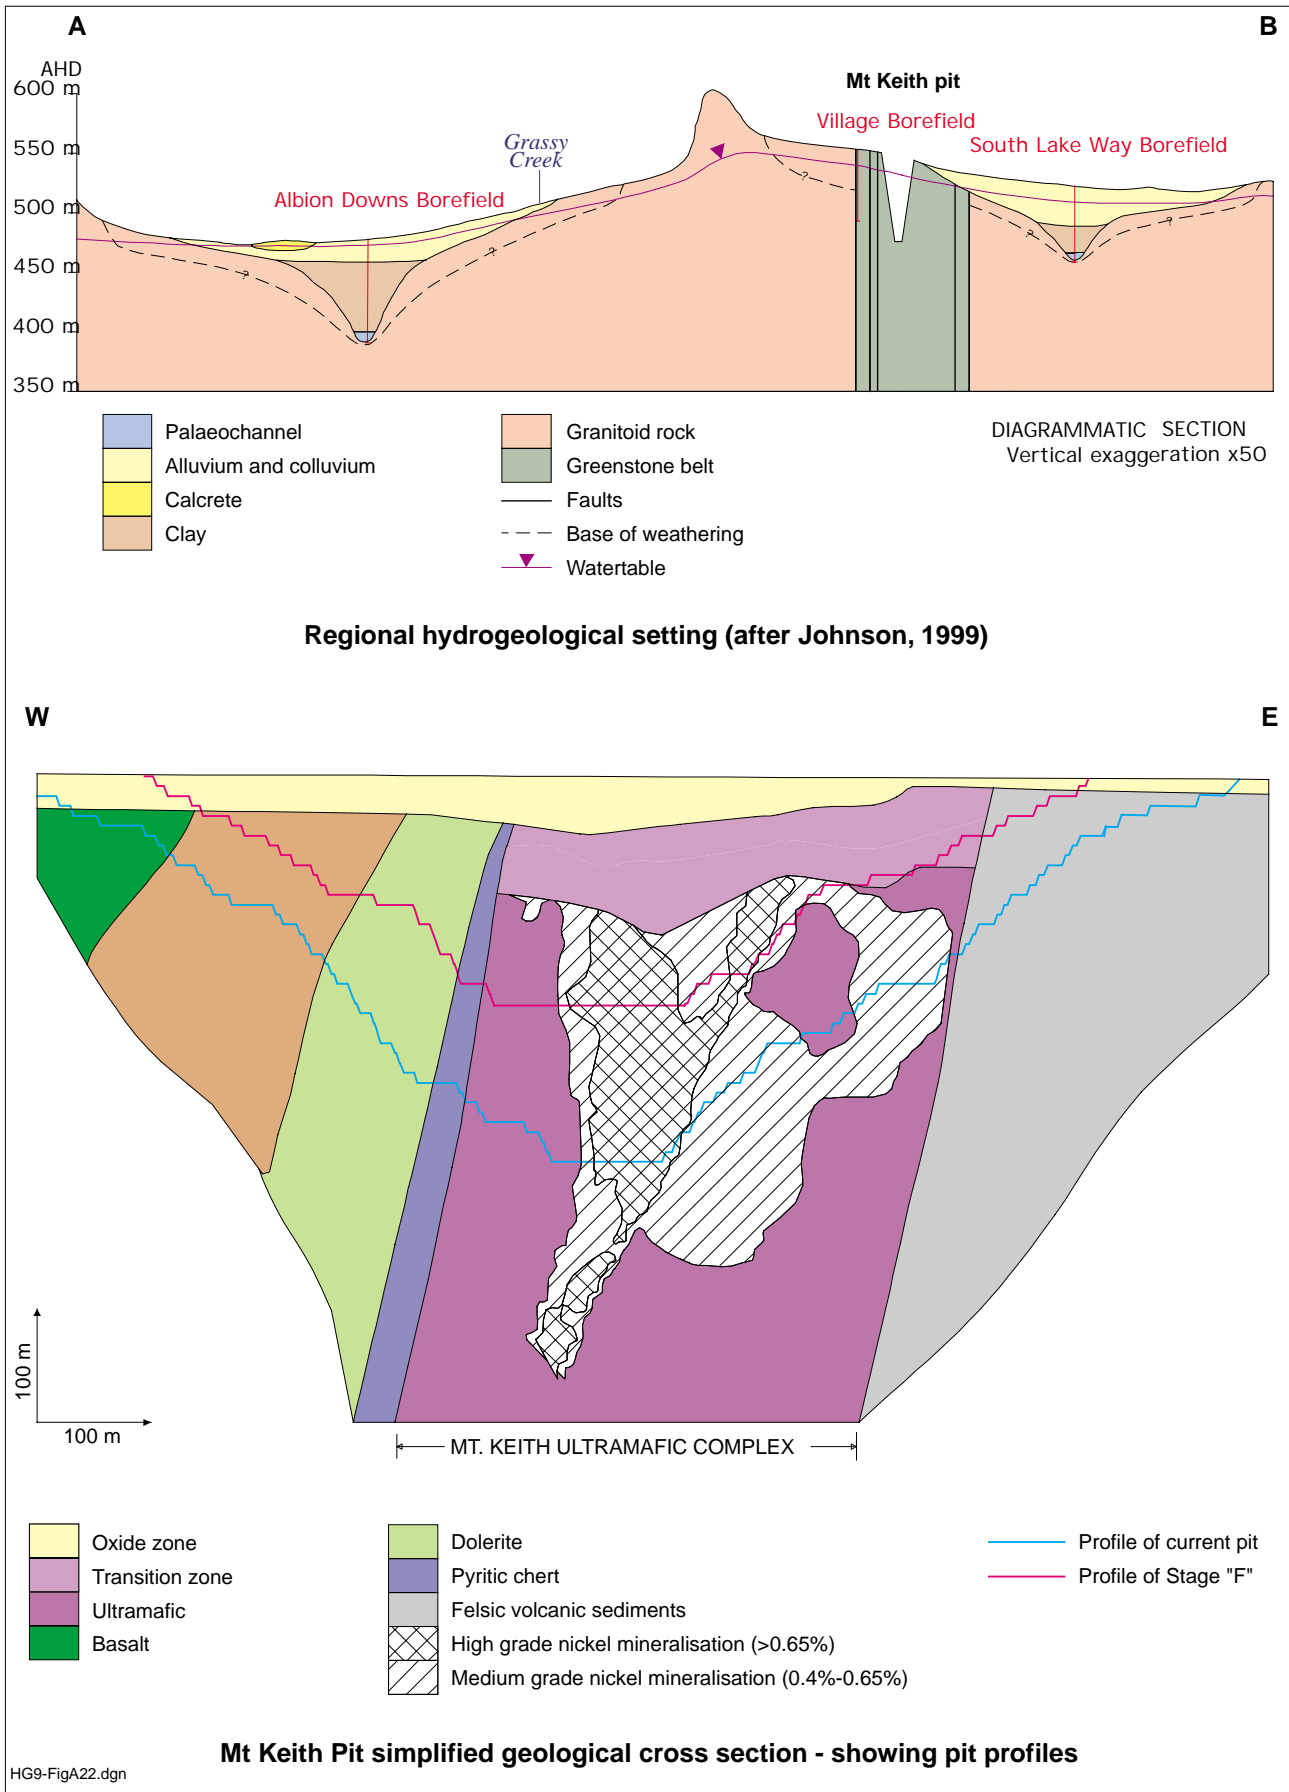 A
B
AHD
600 m
550 m
500 m
450 m
400 m
350 m
Mt Keith pit
Village Borefield
South Lake Way Borefield
Grassy
Creek
Albion Downs Borefield
?
?
?
?
?
Palaeochannel
Alluvium and colluvium
Calcrete
Clay
Granitoid rock
Greenstone belt
Faults
Base of weathering
Watertable
DIAGRAMMATIC SECTION
Vertical exaggeration x50
Regional hydrogeological setting (after Johnson, 1999)
W
E
100 m
100 m
MT. KEITH ULTRAMAFIC COMPLEX
Oxide zone
Transition zone
Ultramafic
Basalt
Dolerite
Pyritic chert
Felsic volcanic sediments
High grade nickel mineralisation (>0.65%)
Medium grade nickel mineralisation (0.4%-0.65%)
Profile of current pit
Profile of Stage "F"
Mt Keith Pit simplified geological cross section - showing pit profiles
HG9-FigA22.dgn